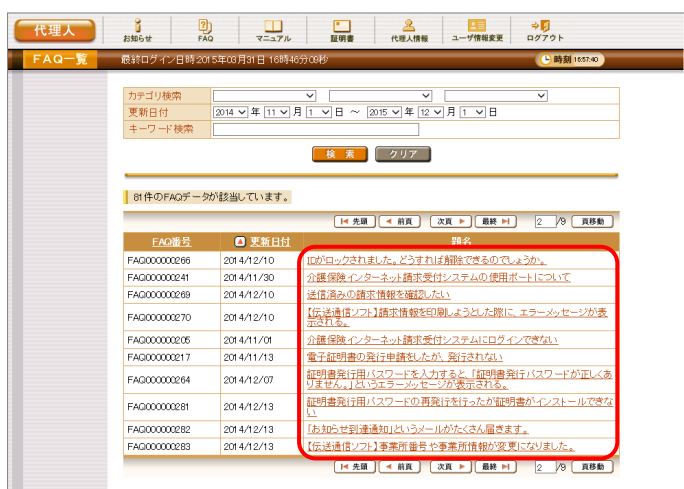 代理人
お知らせ FAQ マニュアル 証明書 代理人情報 ユーザ情報変更 ログアウト
FAQ一覧 最終ログイン日時:2015年03月31日 16時46分09秒 時刻 16:57:40
カテゴリ検索
更新日付 2014 年 11 月 1 日 ～ 2015 年 12 月 1 日
キーワード検索
検索 クリア
81件のFAQデータが該当しています。
先頭 前頁 次頁 最終 2 /9 頁移動
FAQ番号 更新日付 題名
FAQ000000266 2014/12/10 IDがロックされました。どうすれば解除できるのでしょうか。
FAQ000000241 2014/11/30 介護保険インターネット請求受付システムの使用ポートについて
FAQ000000269 2014/12/10 送信済みの請求情報を確認したい
FAQ000000270 2014/12/10 【伝送通信ソフト】請求情報を印刷しようとした際に、エラーメッセージが表
示される。
FAQ000000205 2014/11/01 介護保険インターネット請求受付システムにログインできない
FAQ000000217 2014/11/13 電子証明書の発行申請をしたが、発行されない
FAQ000000264 2014/12/07 証明書発行用パスワードを入力すると、「証明書発行パスワードが正しくあ
りません。」というエラーメッセージが表示される。
FAQ000000281 2014/12/13 証明書発行用パスワードの再発行を行ったが証明書がインストールできな
い
FAQ000000282 2014/12/13 「お知らせ到達通知」というメールがたくさん届きます。
FAQ000000283 2014/12/13 【伝送通信ソフト】事業所番号や事業所情報が変更になりました。
先頭 前頁 次頁 最終 2 /9 頁移動